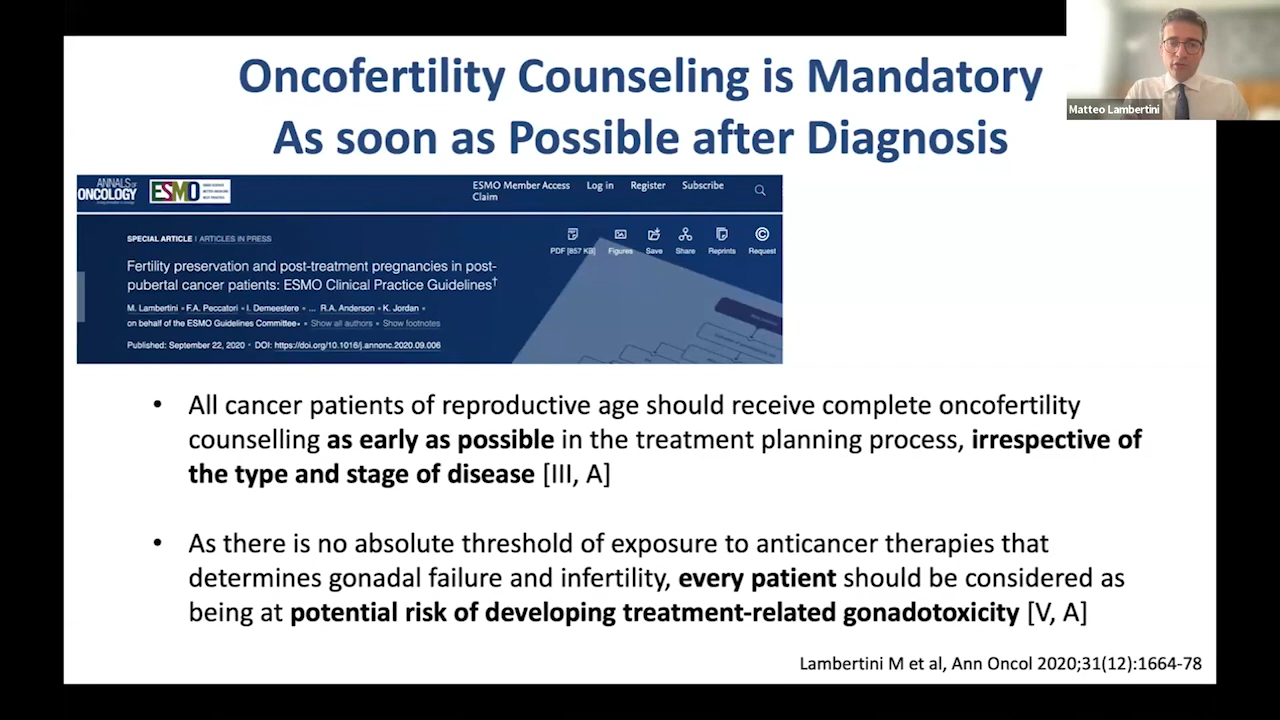 Oncofertility Counseling is Mandatory
As soon as Possible after Diagnosis
Matteo Lambertini
ANNALS OF
ONCOLOGY
ESMO
ESMO Member Access
Claim
Log in
Register
Subscribe
SPECIAL ARTICLE | ARTICLES IN PRESS
PDF [857 KB]
Figures
Save
Share
Reprints
Request
Fertility preservation and post-treatment pregnancies in post-
pubertal cancer patients: ESMO Clinical Practice Guidelines†
M. Lambertini • F.A. Peccatori • I. Demeestere • ... R.A. Anderson • K. Jordan •
on behalf of the ESMO Guidelines Committee • Show all authors • Show footnotes
Published: September 22, 2020 • DOI: https://doi.org/10.1016/j.annonc.2020.09.006
• All cancer patients of reproductive age should receive complete oncofertility
counselling as early as possible in the treatment planning process, irrespective of
the type and stage of disease [III, A]
• As there is no absolute threshold of exposure to anticancer therapies that
determines gonadal failure and infertility, every patient should be considered as
being at potential risk of developing treatment-related gonadotoxicity [V, A]
Lambertini M et al, Ann Oncol 2020;31(12):1664-78